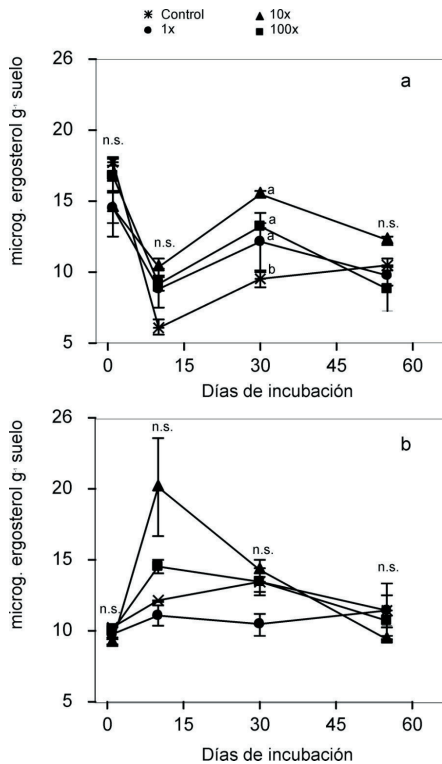 Control 10x
1x 100x
a
microg. ergosterol g-1 suelo
26
20
15
10
5
n.s.
n.s.
a
a
a
b
n.s.
0 15 30 45 60
Días de incubación
b
microg. ergosterol g-1 suelo
26
20
15
10
5
n.s.
n.s.
n.s.
n.s.
0 15 30 45 60
Días de incubación